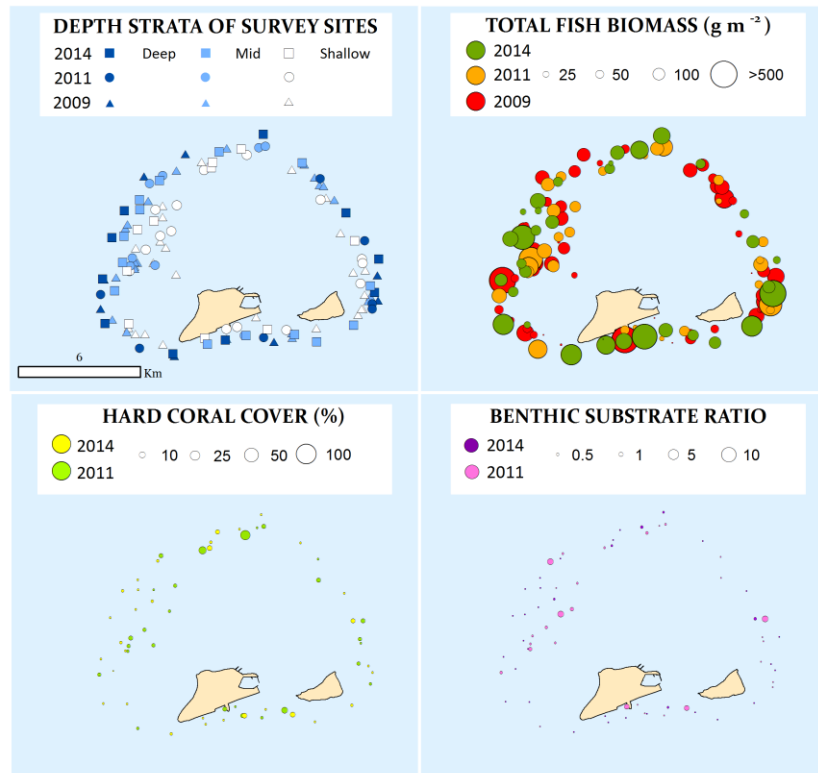 DEPTH STRATA OF SURVEY SITES
2014 Deep Mid Shallow
2011
2009
6
Km
TOTAL FISH BIOMASS (g m ⁻²)
2014
2011 25 50 100 >500
2009
HARD CORAL COVER (%)
2014
2011
10 25 50 100
BENTHIC SUBSTRATE RATIO
2014
2011
0.5 1 5 10